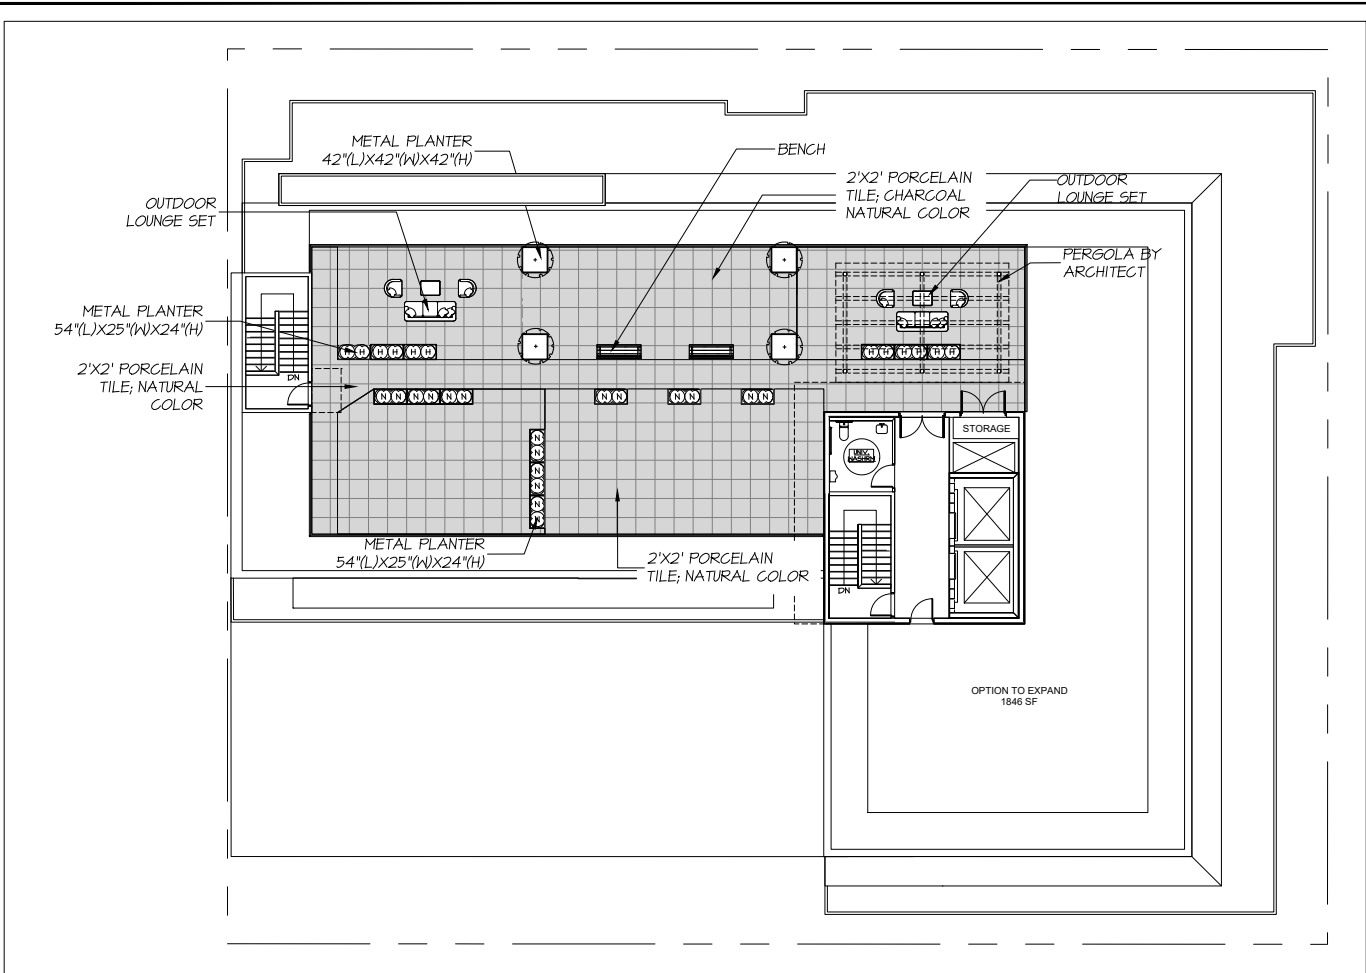 METAL PLANTER
42"(L)X42"(W)X42"(H)
BENCH
2'X2' PORCELAIN
TILE; CHARCOAL
NATURAL COLOR
OUTDOOR
LOUNGE SET
OUTDOOR
LOUNGE SET
PERGOLA BY
ARCHITECT
METAL PLANTER
54"(L)X25"(W)X24"(H)
H H H H H
H H H H H H
2'X2' PORCELAIN
TILE; NATURAL
COLOR
DN
N N N N N N
N N
N N
N N
STORAGE
N
N
N
N
N
N
UNIV.
WASHRM
METAL PLANTER
54"(L)X25"(W)X24"(H)
2'X2' PORCELAIN
TILE; NATURAL COLOR
DN
OPTION TO EXPAND
1846 SF